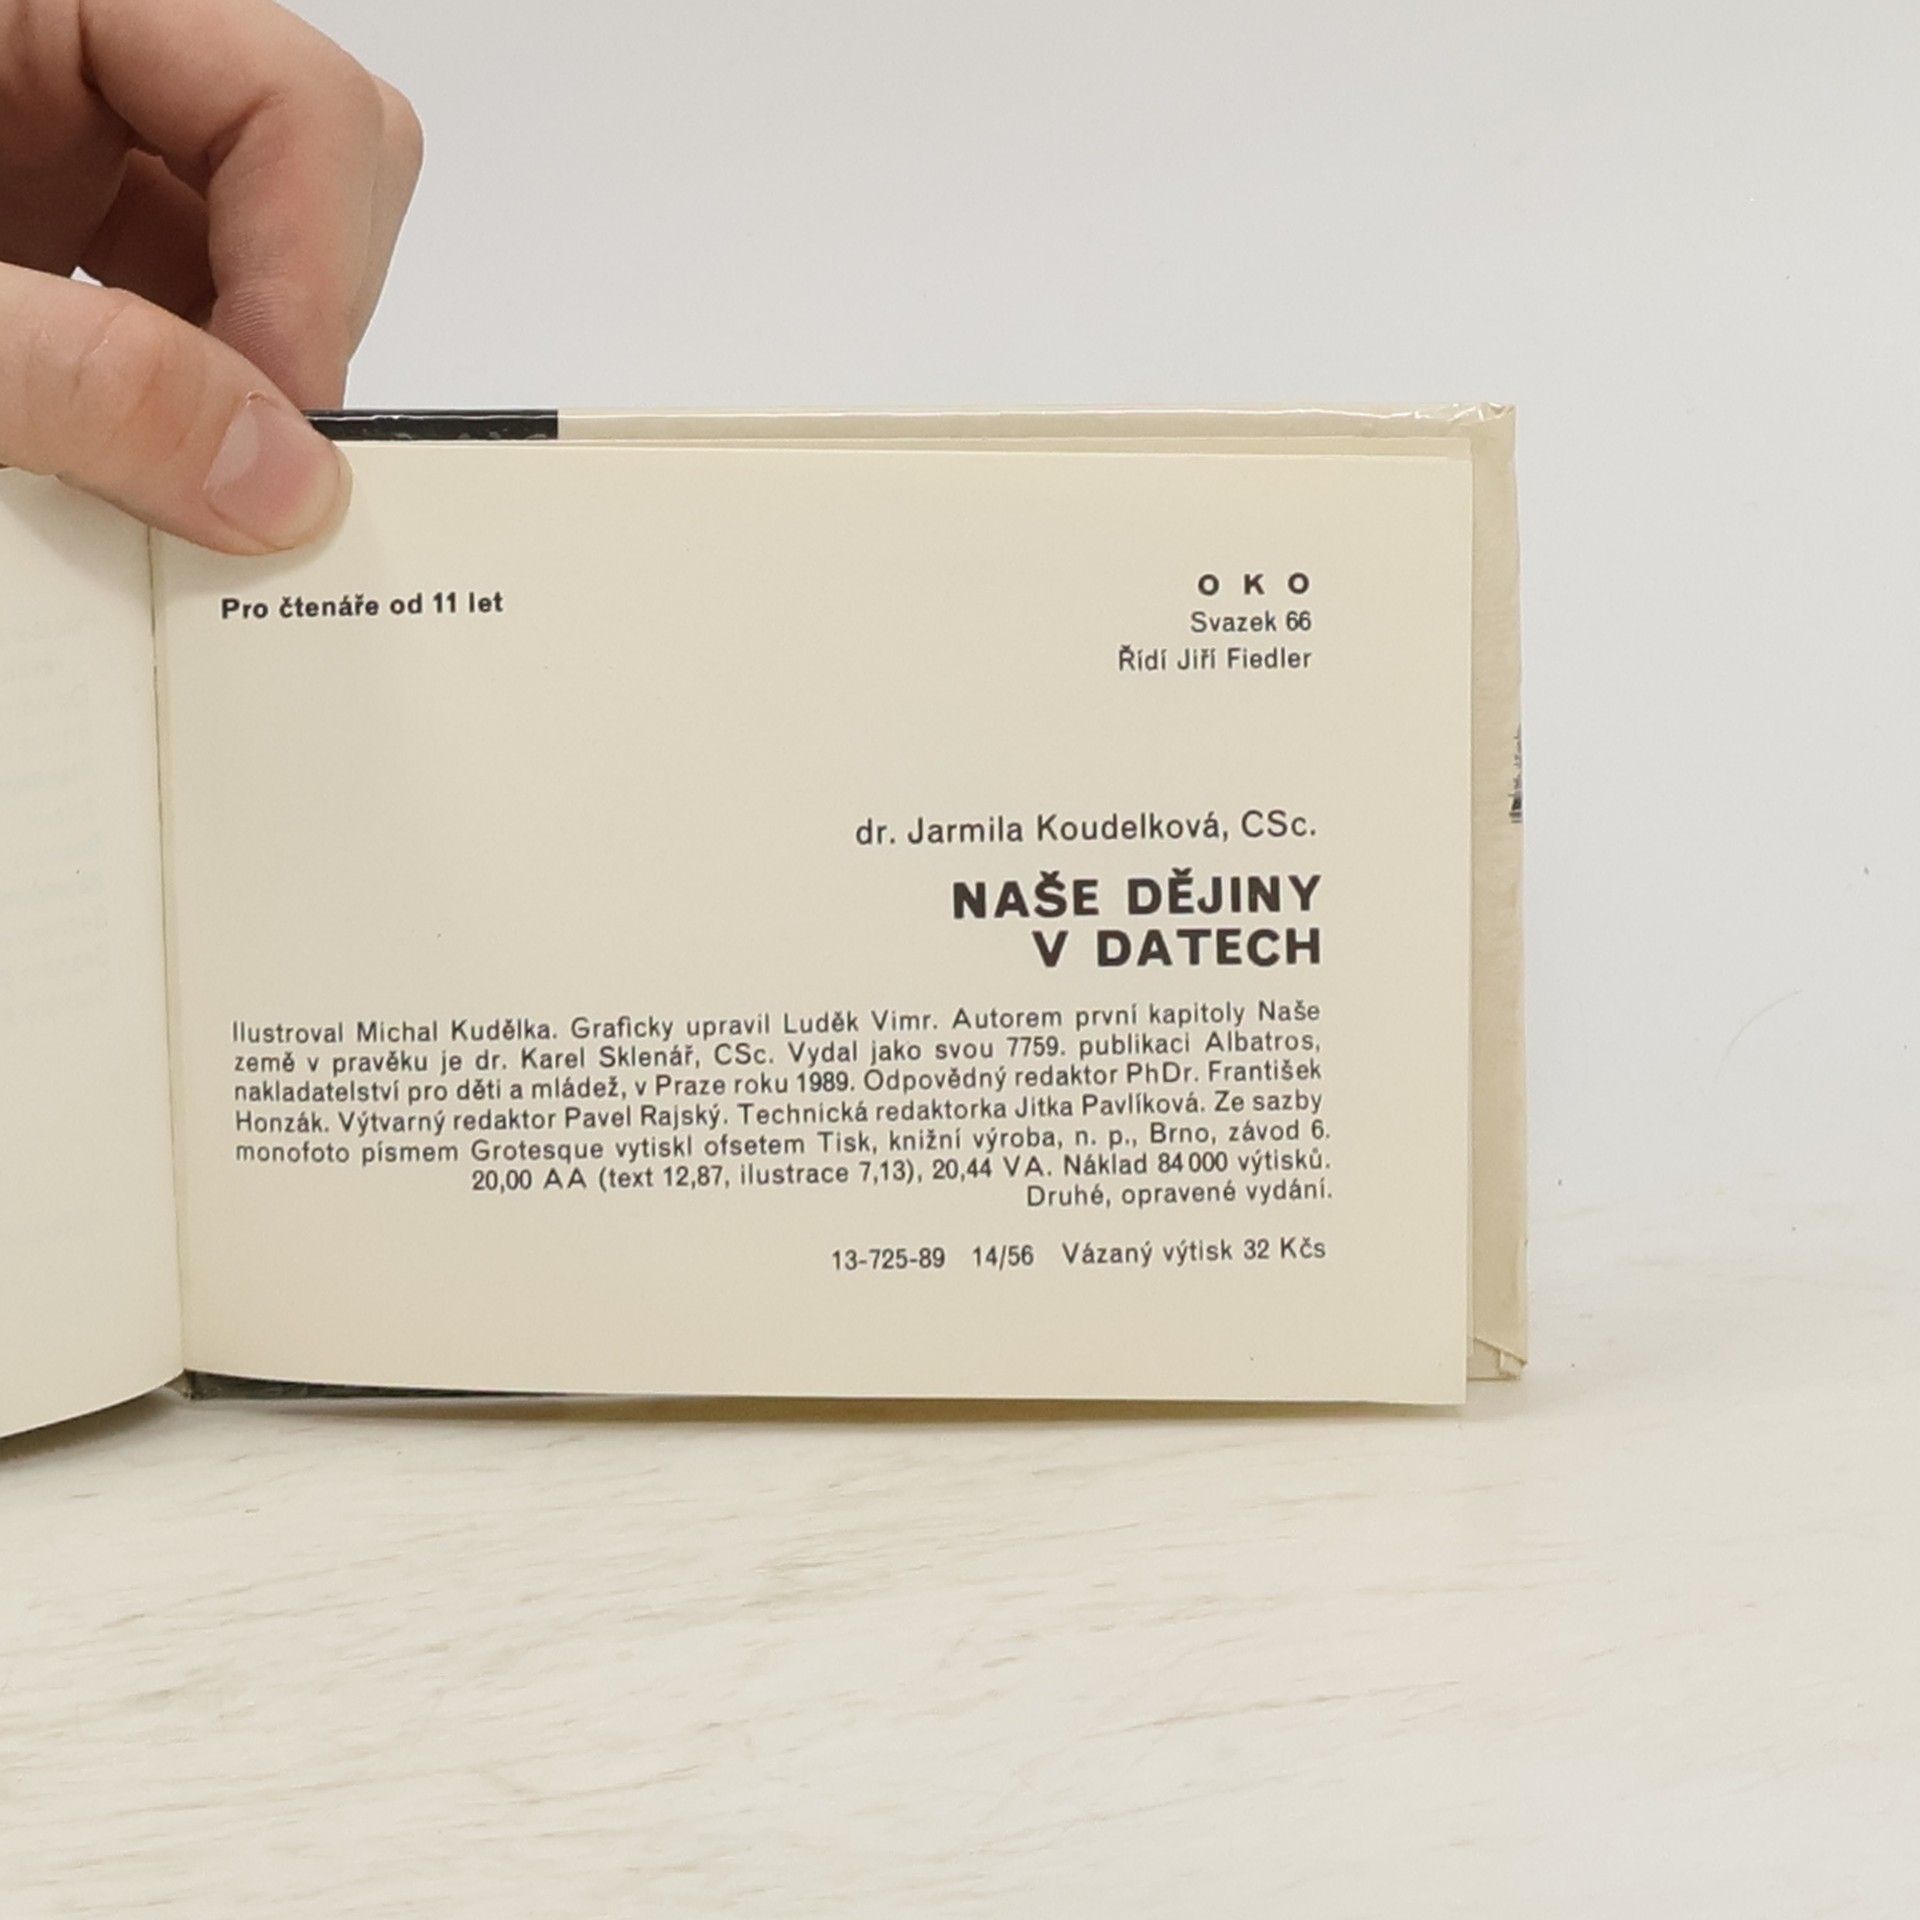 Pro čtenáře od 11 let
O K O
Svazek 66
Řídí Jiří Fiedler
dr. Jarmila Koudelková, CSc.
NAŠE DĚJINY
V DATECH
Ilustroval Michal Kudělka. Graficky upravil Luděk Vimr. Autorem první kapitoly Naše
země v pravěku je dr. Karel Sklenář, CSc. Vydal jako svou 7759. publikaci Albatros,
nakladatelství pro děti a mládež, v Praze roku 1989. Odpovědný redaktor PhDr. František
Honzák. Výtvarný redaktor Pavel Rajský. Technická redaktorka Jitka Pavlíková. Ze sazby
monofoto písmem Grotesque vytiskl ofsetem Tisk, knižní výroba, n. p., Brno, závod 6.
20,00 AA (text 12,87, ilustrace 7,13), 20,44 VA. Náklad 84 000 výtisků.
Druhé, opravené vydání.
13-725-89 14/56 Vázaný výtisk 32 Kčs